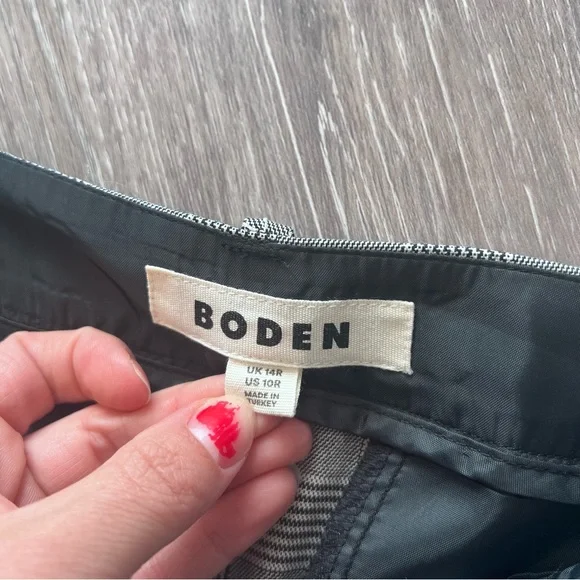 BODEN
UK 14R
US 10R
MADE IN
TURKEY